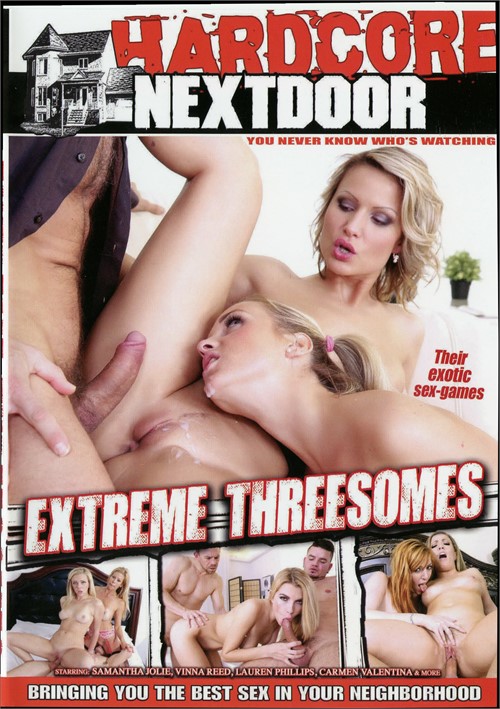 HARDCORE
NEXTDOOR
YOU NEVER KNOW WHO'S WATCHING
Their
exotic
sex-games
EXTREME THREESOMES
STARRING: SAMANTHA JOLIE, VINNA REED, LAUREN PHILLIPS, CARMEN VALENTINA & MORE
BRINGING YOU THE BEST SEX IN YOUR NEIGHBORHOOD